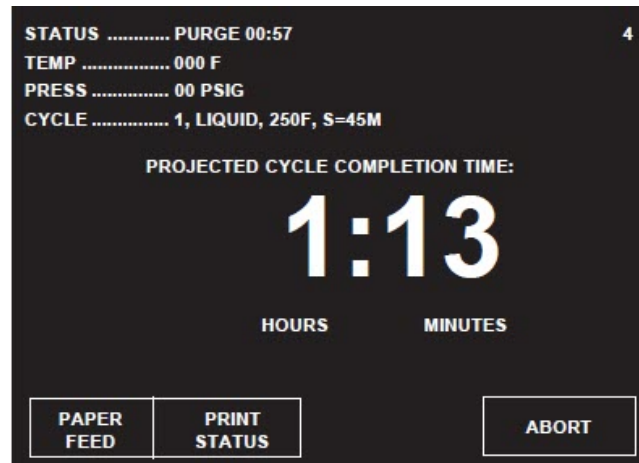 STATUS ............ PURGE 00:57 4
TEMP ................. 000 F
PRESS ............... 00 PSIG
CYCLE ............... 1, LIQUID, 250F, S=45M
PROJECTED CYCLE COMPLETION TIME:
1:13
HOURS MINUTES
PAPER FEED
PRINT STATUS
ABORT